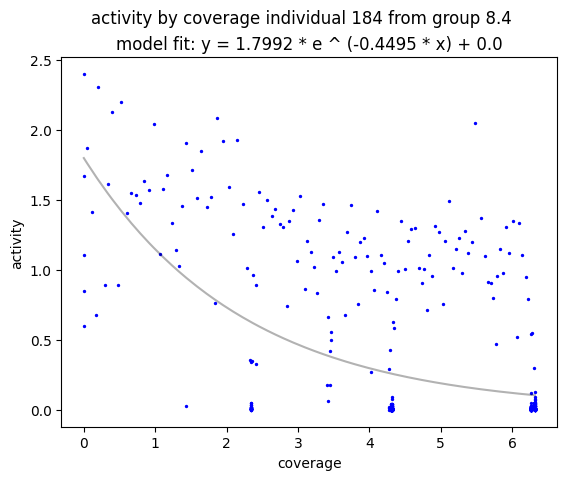 activity by coverage individual 184 from group 8.4
model fit: y = 1.7992 * e ^ (-0.4495 * x) + 0.0
2.5
2.0
1.5
1.0
0.5
0.0
activity
0 1 2 3 4 5 6
coverage